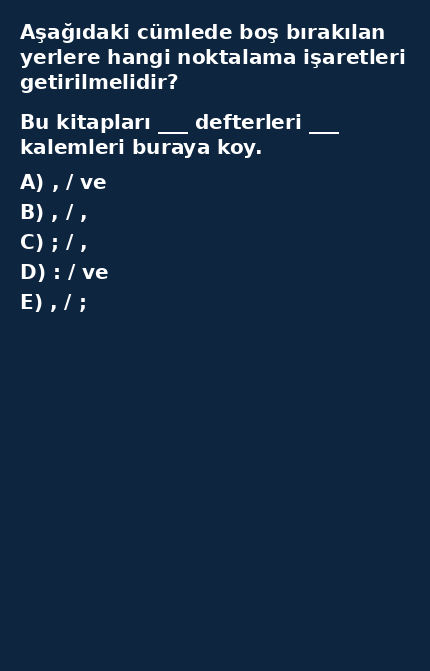 Aşağıdaki cümlede boş bırakılan
yerlere hangi noktalama işaretleri
getirilmelidir?
Bu kitapları ___ defterleri ___
kalemleri buraya koy.
A) , / ve
B) , / ,
C) ; / ,
D) : / ve
E) , / ;